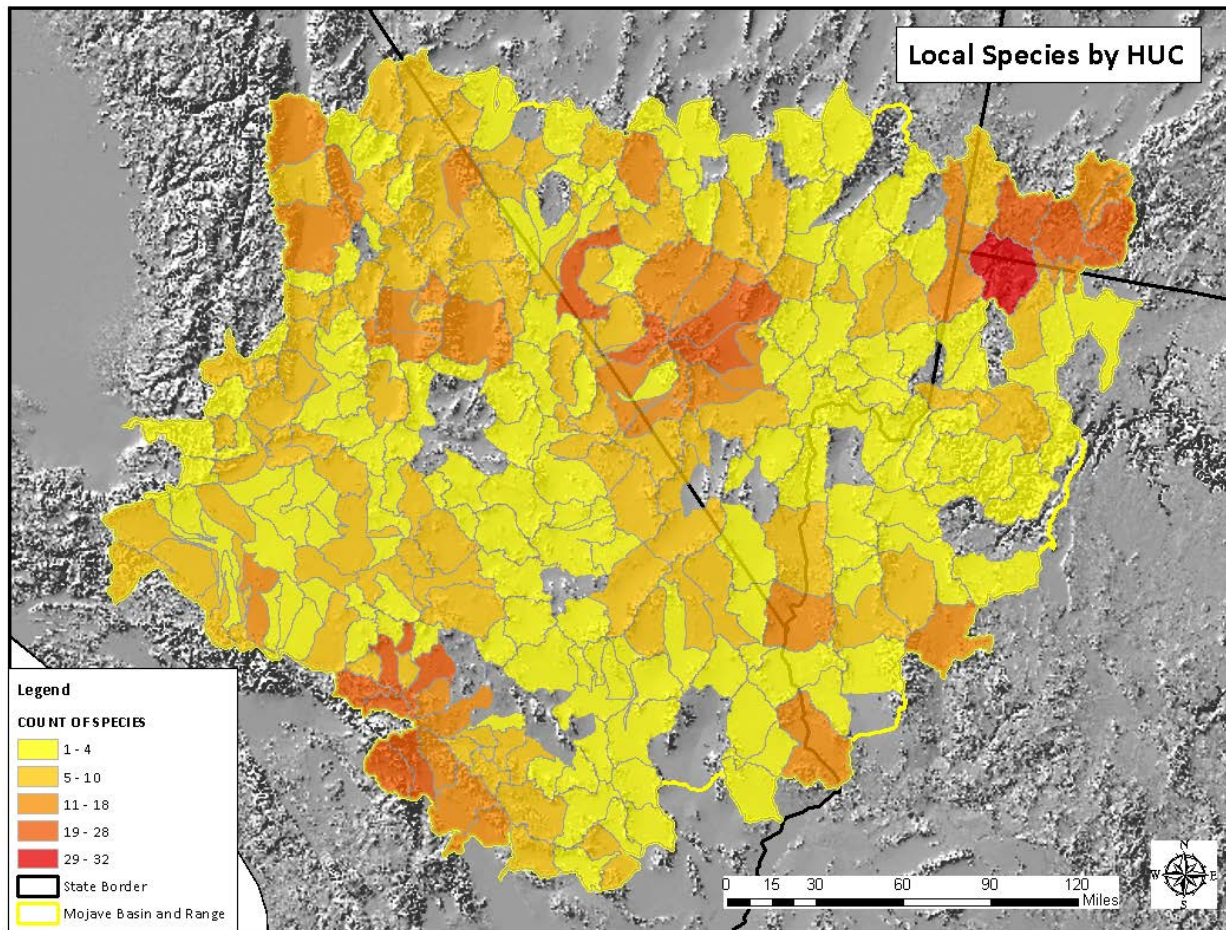 Local Species by HUC
Legend
COUNT OF SPECIES
1 - 4
5 - 10
11 - 18
19 - 28
29 - 32
State Border
Mojave Basin and Range
0 15 30 60 90 120
Miles
N
W E
S